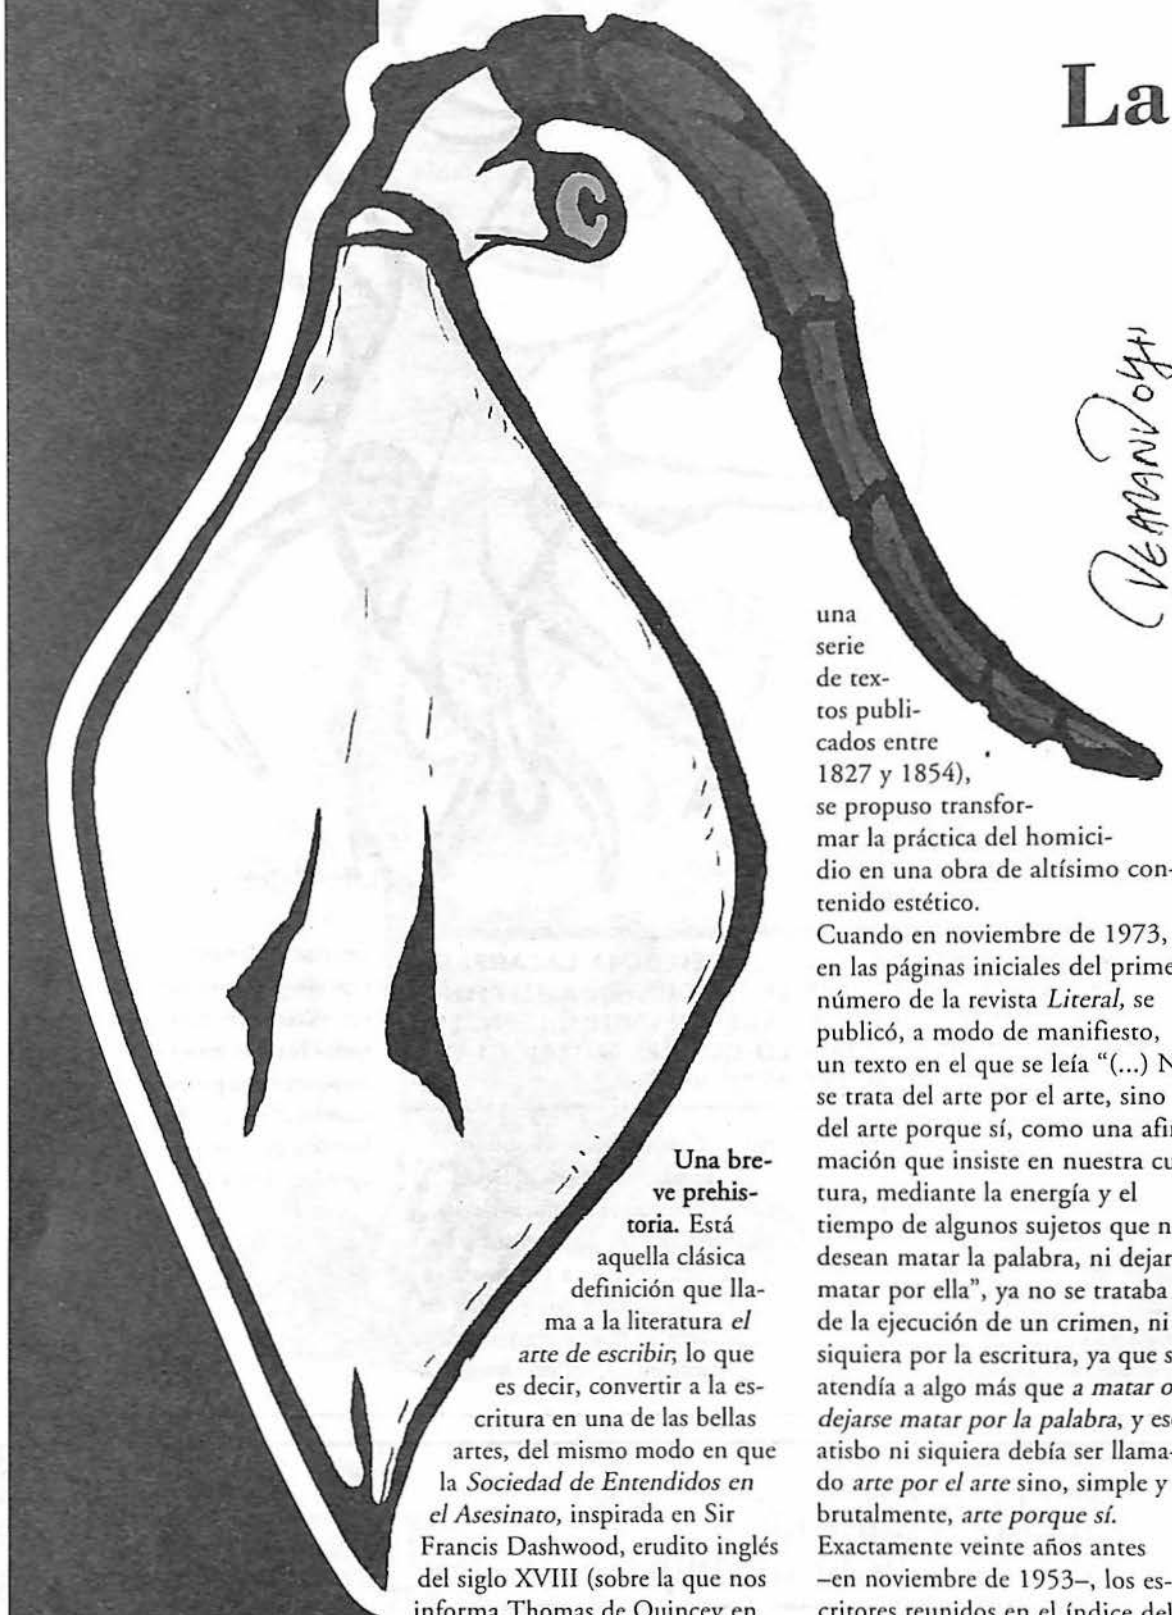 La
Una bre-
ve prehis-
toria. Está
aquella clásica
definición que lla-
ma a la literatura el
arte de escribir, lo que
es decir, convertir a la es-
critura en una de las bellas
artes, del mismo modo en que
la Sociedad de Entendidos en
el Asesinato, inspirada en Sir
Francis Dashwood, erudito inglés
del siglo XVIII (sobre la que nos
informa Thomas de Quincey en
una
serie
de tex-
tos publi-
cados entre
1827 y 1854),
se propuso transfor-
mar la práctica del homici-
dio en una obra de altísimo con-
tenido estético.
Cuando en noviembre de 1973,
en las páginas iniciales del prime
número de la revista Literal, se
publicó, a modo de manifiesto,
un texto en el que se leía “(...) N
se trata del arte por el arte, sino
del arte porque sí, como una afir
mación que insiste en nuestra cu
tura, mediante la energía y el
tiempo de algunos sujetos que n
desean matar la palabra, ni dejar
matar por ella”, ya no se trataba
de la ejecución de un crimen, ni
siquiera por la escritura, ya que s
atendía a algo más que a matar o
dejarse matar por la palabra, y es
atisbo ni siquiera debía ser llama-
do arte por el arte sino, simple y
brutalmente, arte porque sí.
Exactamente veinte años antes
–en noviembre de 1953–, los es-
critores reunidos en el índice del